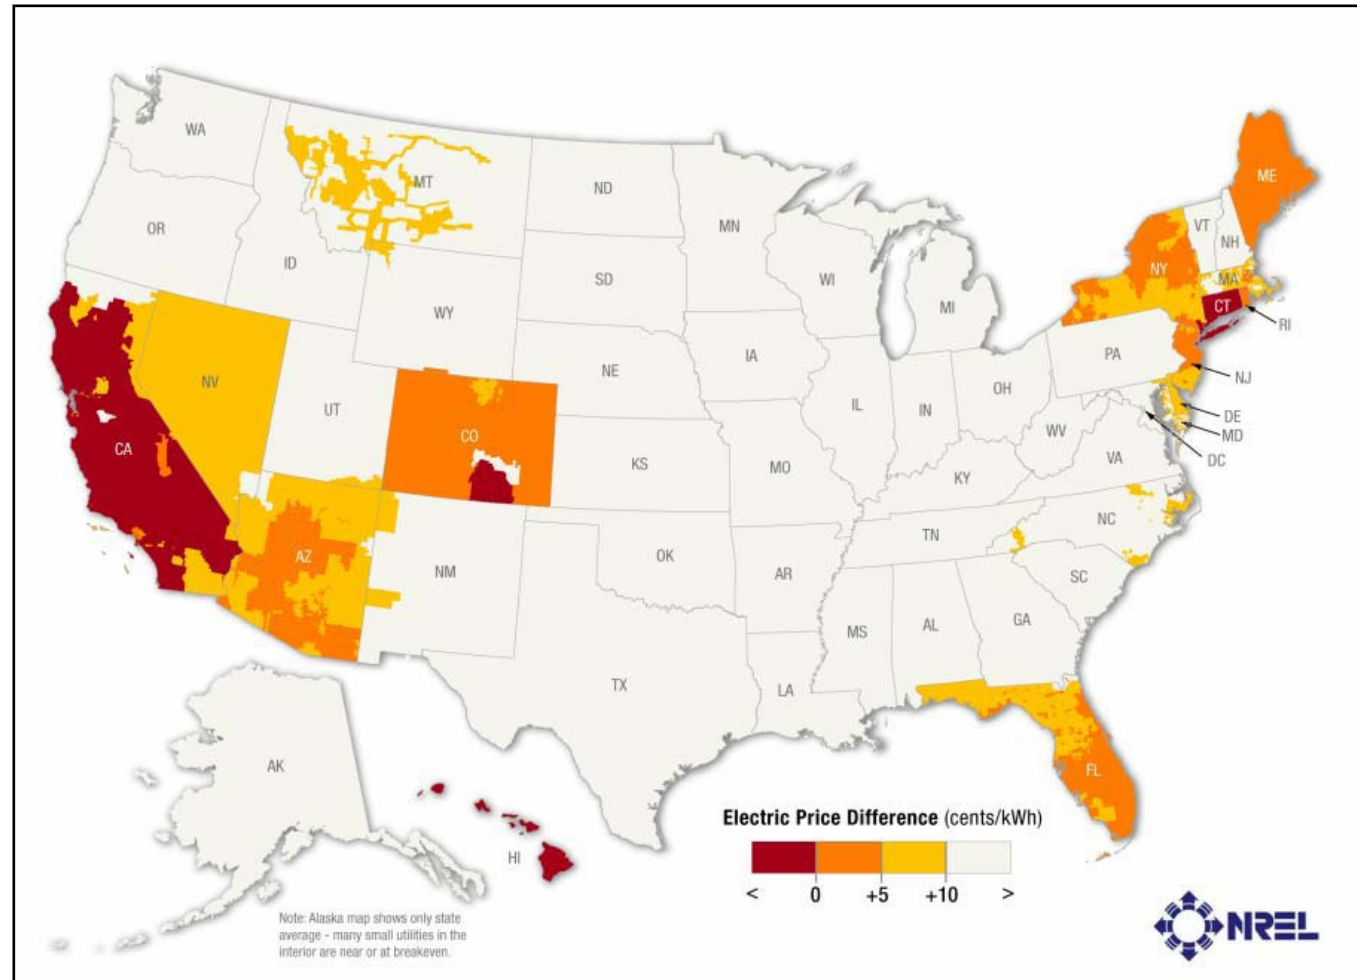 WA
MT
ND
MN
ME
VT
NH
OR
ID
SD
WI
MI
NY
MA
CT
RI
WY
IA
PA
NJ
NV
UT
CO
NE
IL
IN
OH
DE
MD
DC
CA
KS
MO
WV
VA
KY
AZ
NM
OK
AR
TN
NC
SC
TX
LA
MS
AL
GA
FL
AK
HI
Electric Price Difference (cents/kWh)
< 0 +5 +10 >
Note: Alaska map shows only state
average - many small utilities in the
interior are near or at breakeven.
NREL